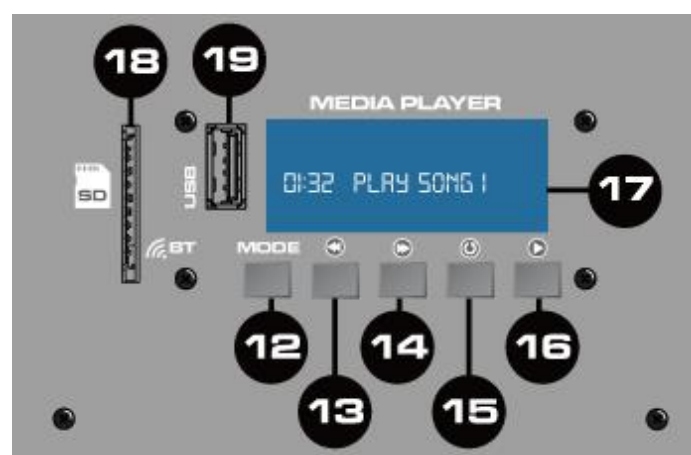 18
19
MEDIA PLAYER
01:32 PLAY SONG 1
17
SD
USB
BT
MODE
12
14
16
13
15